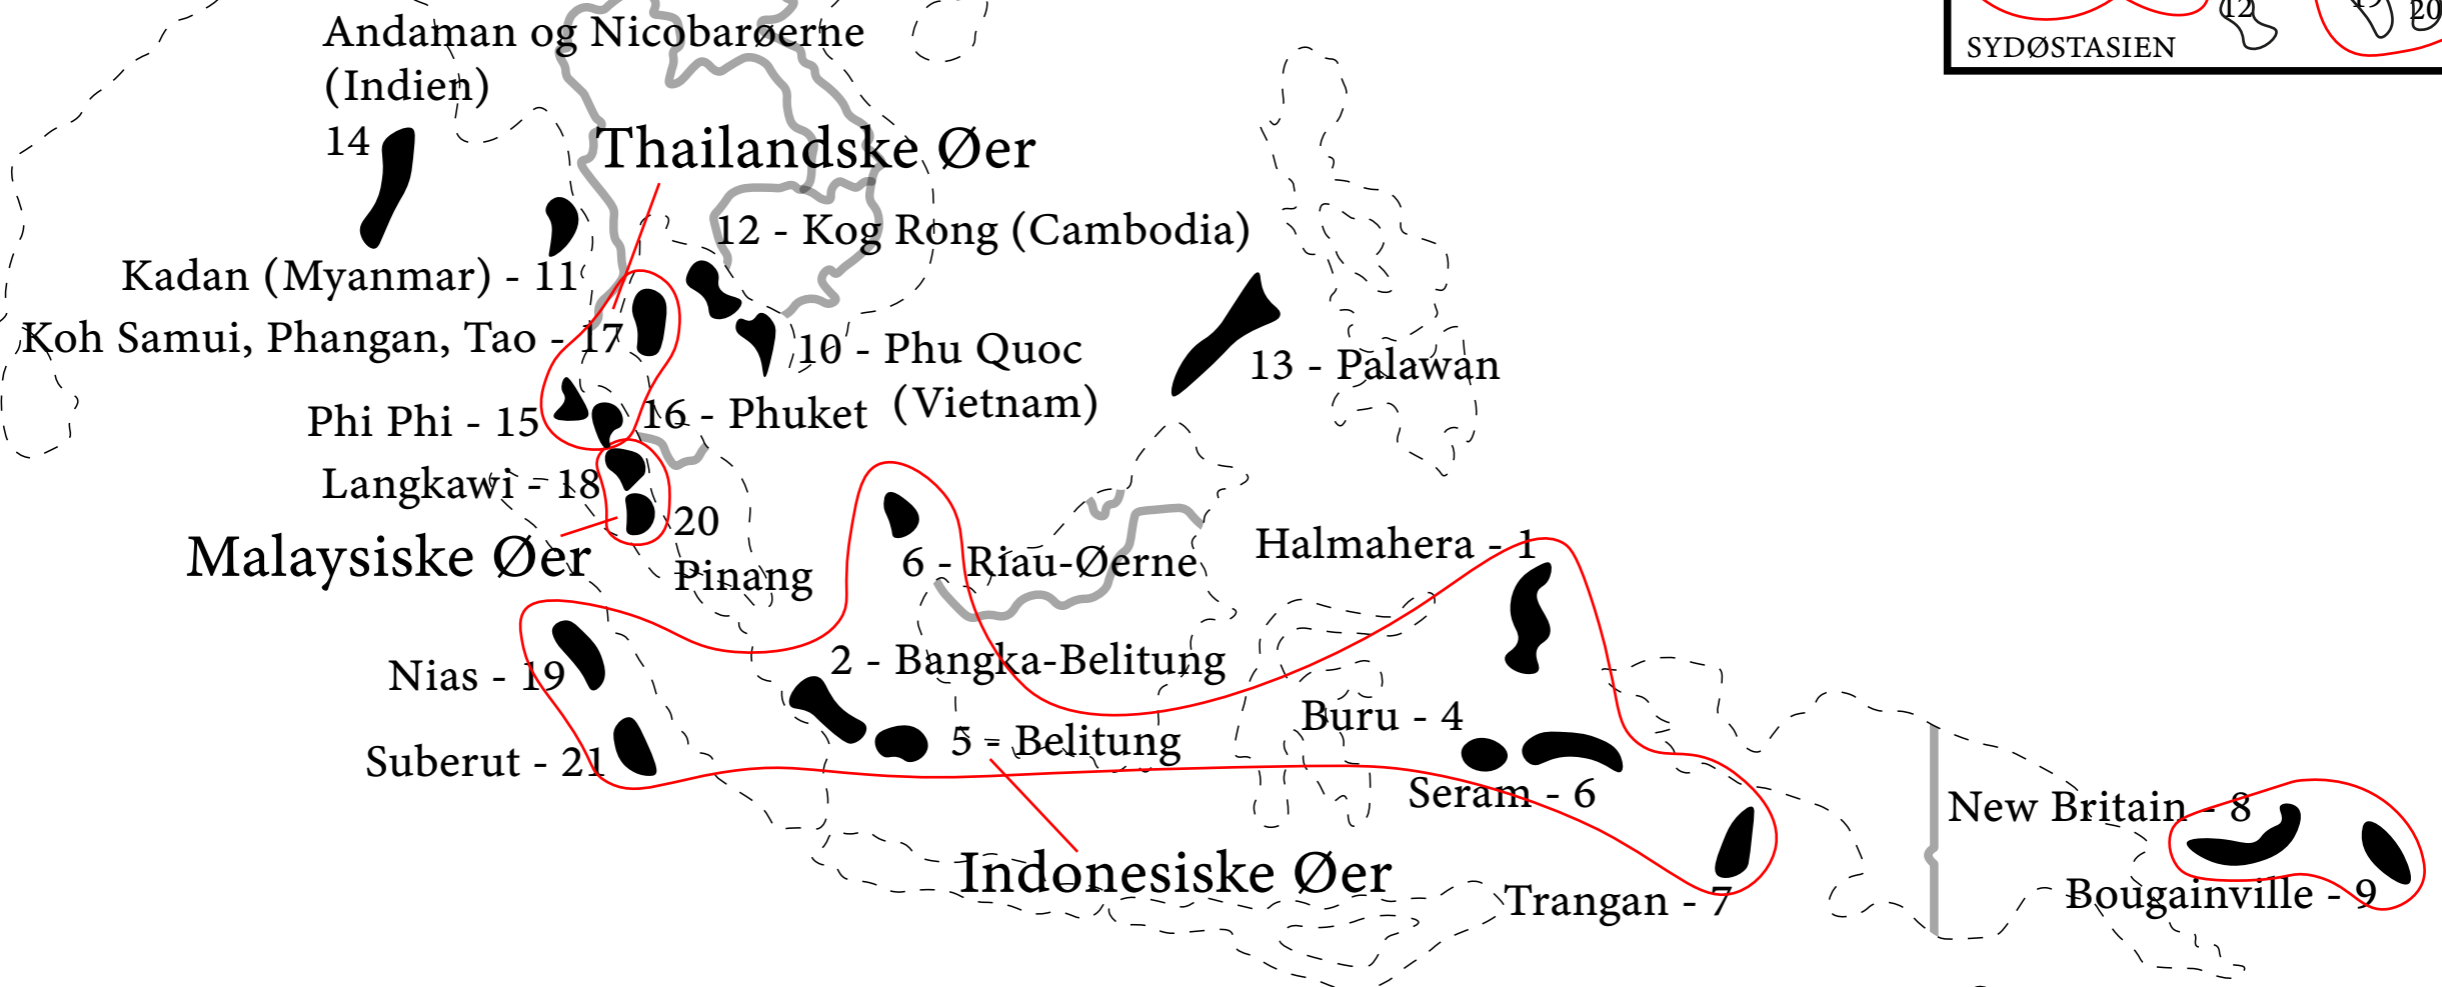 Andaman og Nicobarøerne
(Indien)
14
12
19
20
SYDØSTASIEN
Thailandske Øer
12 - Kog Rong (Cambodia)
Kadan (Myanmar) - 11
Koh Samui, Phangan, Tao - 17
10 - Phu Quoc
(Vietnam)
13 - Palawan
Phi Phi - 15
16 - Phuket
Langkawi - 18
20
Pinang
Malaysiske Øer
6 - Riau-Øerne
Halmahera - 1
Nias - 19
2 - Bangka-Belitung
Buru - 4
Suberut - 21
5 - Belitung
Seram - 6
New Britain - 8
Indonesiske Øer
Trangan - 7
Bougainville - 9